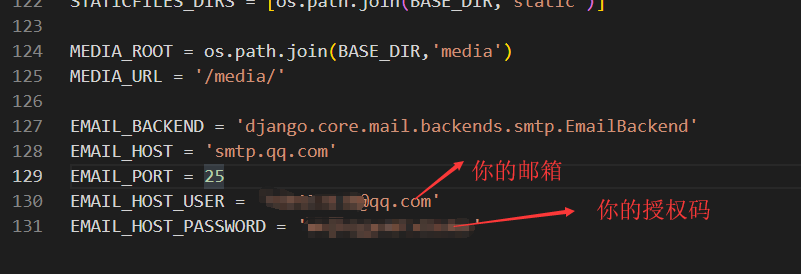 122 STATICFILES_DIRS = [os.path.join(BASE_DIR,'static')]
123
124 MEDIA_ROOT = os.path.join(BASE_DIR,'media')
125 MEDIA_URL = '/media/'
126
127 EMAIL_BACKEND = 'django.core.mail.backends.smtp.EmailBackend'
128 EMAIL_HOST = 'smtp.qq.com'
129 EMAIL_PORT = 25
你的邮箱
130 EMAIL_HOST_USER = @qq.com'
你的授权码
131 EMAIL_HOST_PASSWORD = ' '